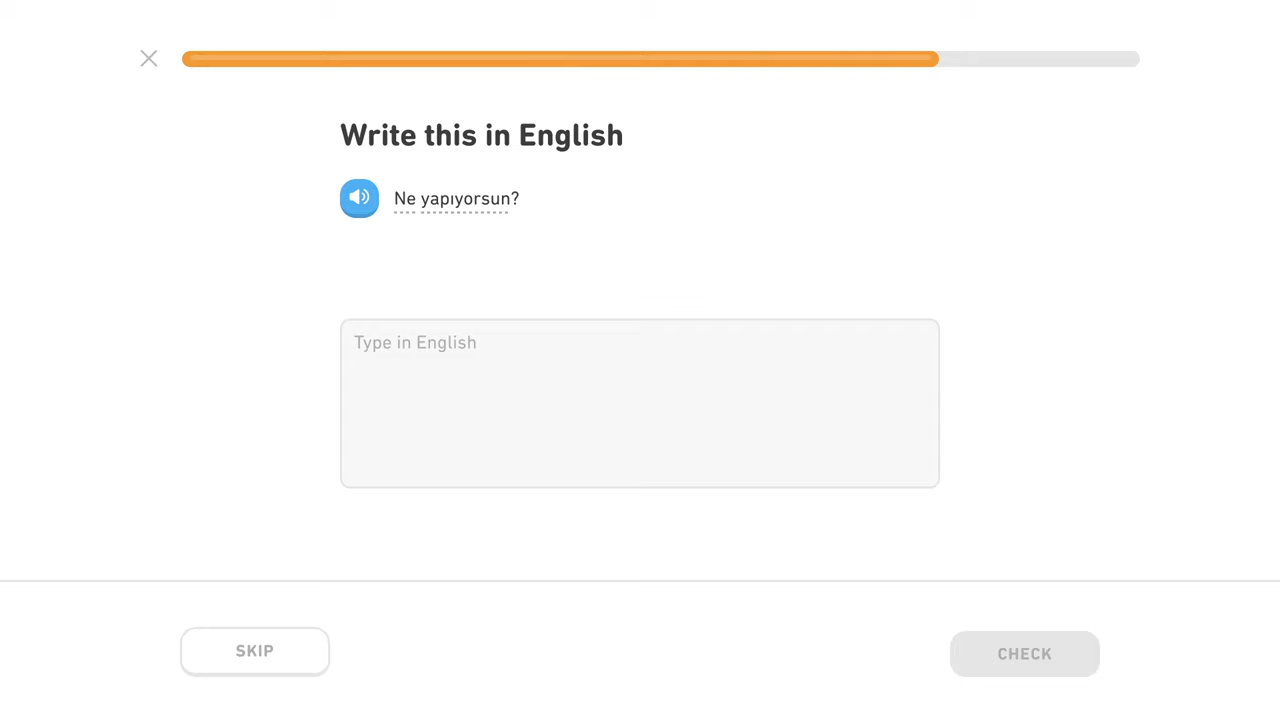 Write this in English
Ne yapıyorsun?
Type in English
SKIP
CHECK